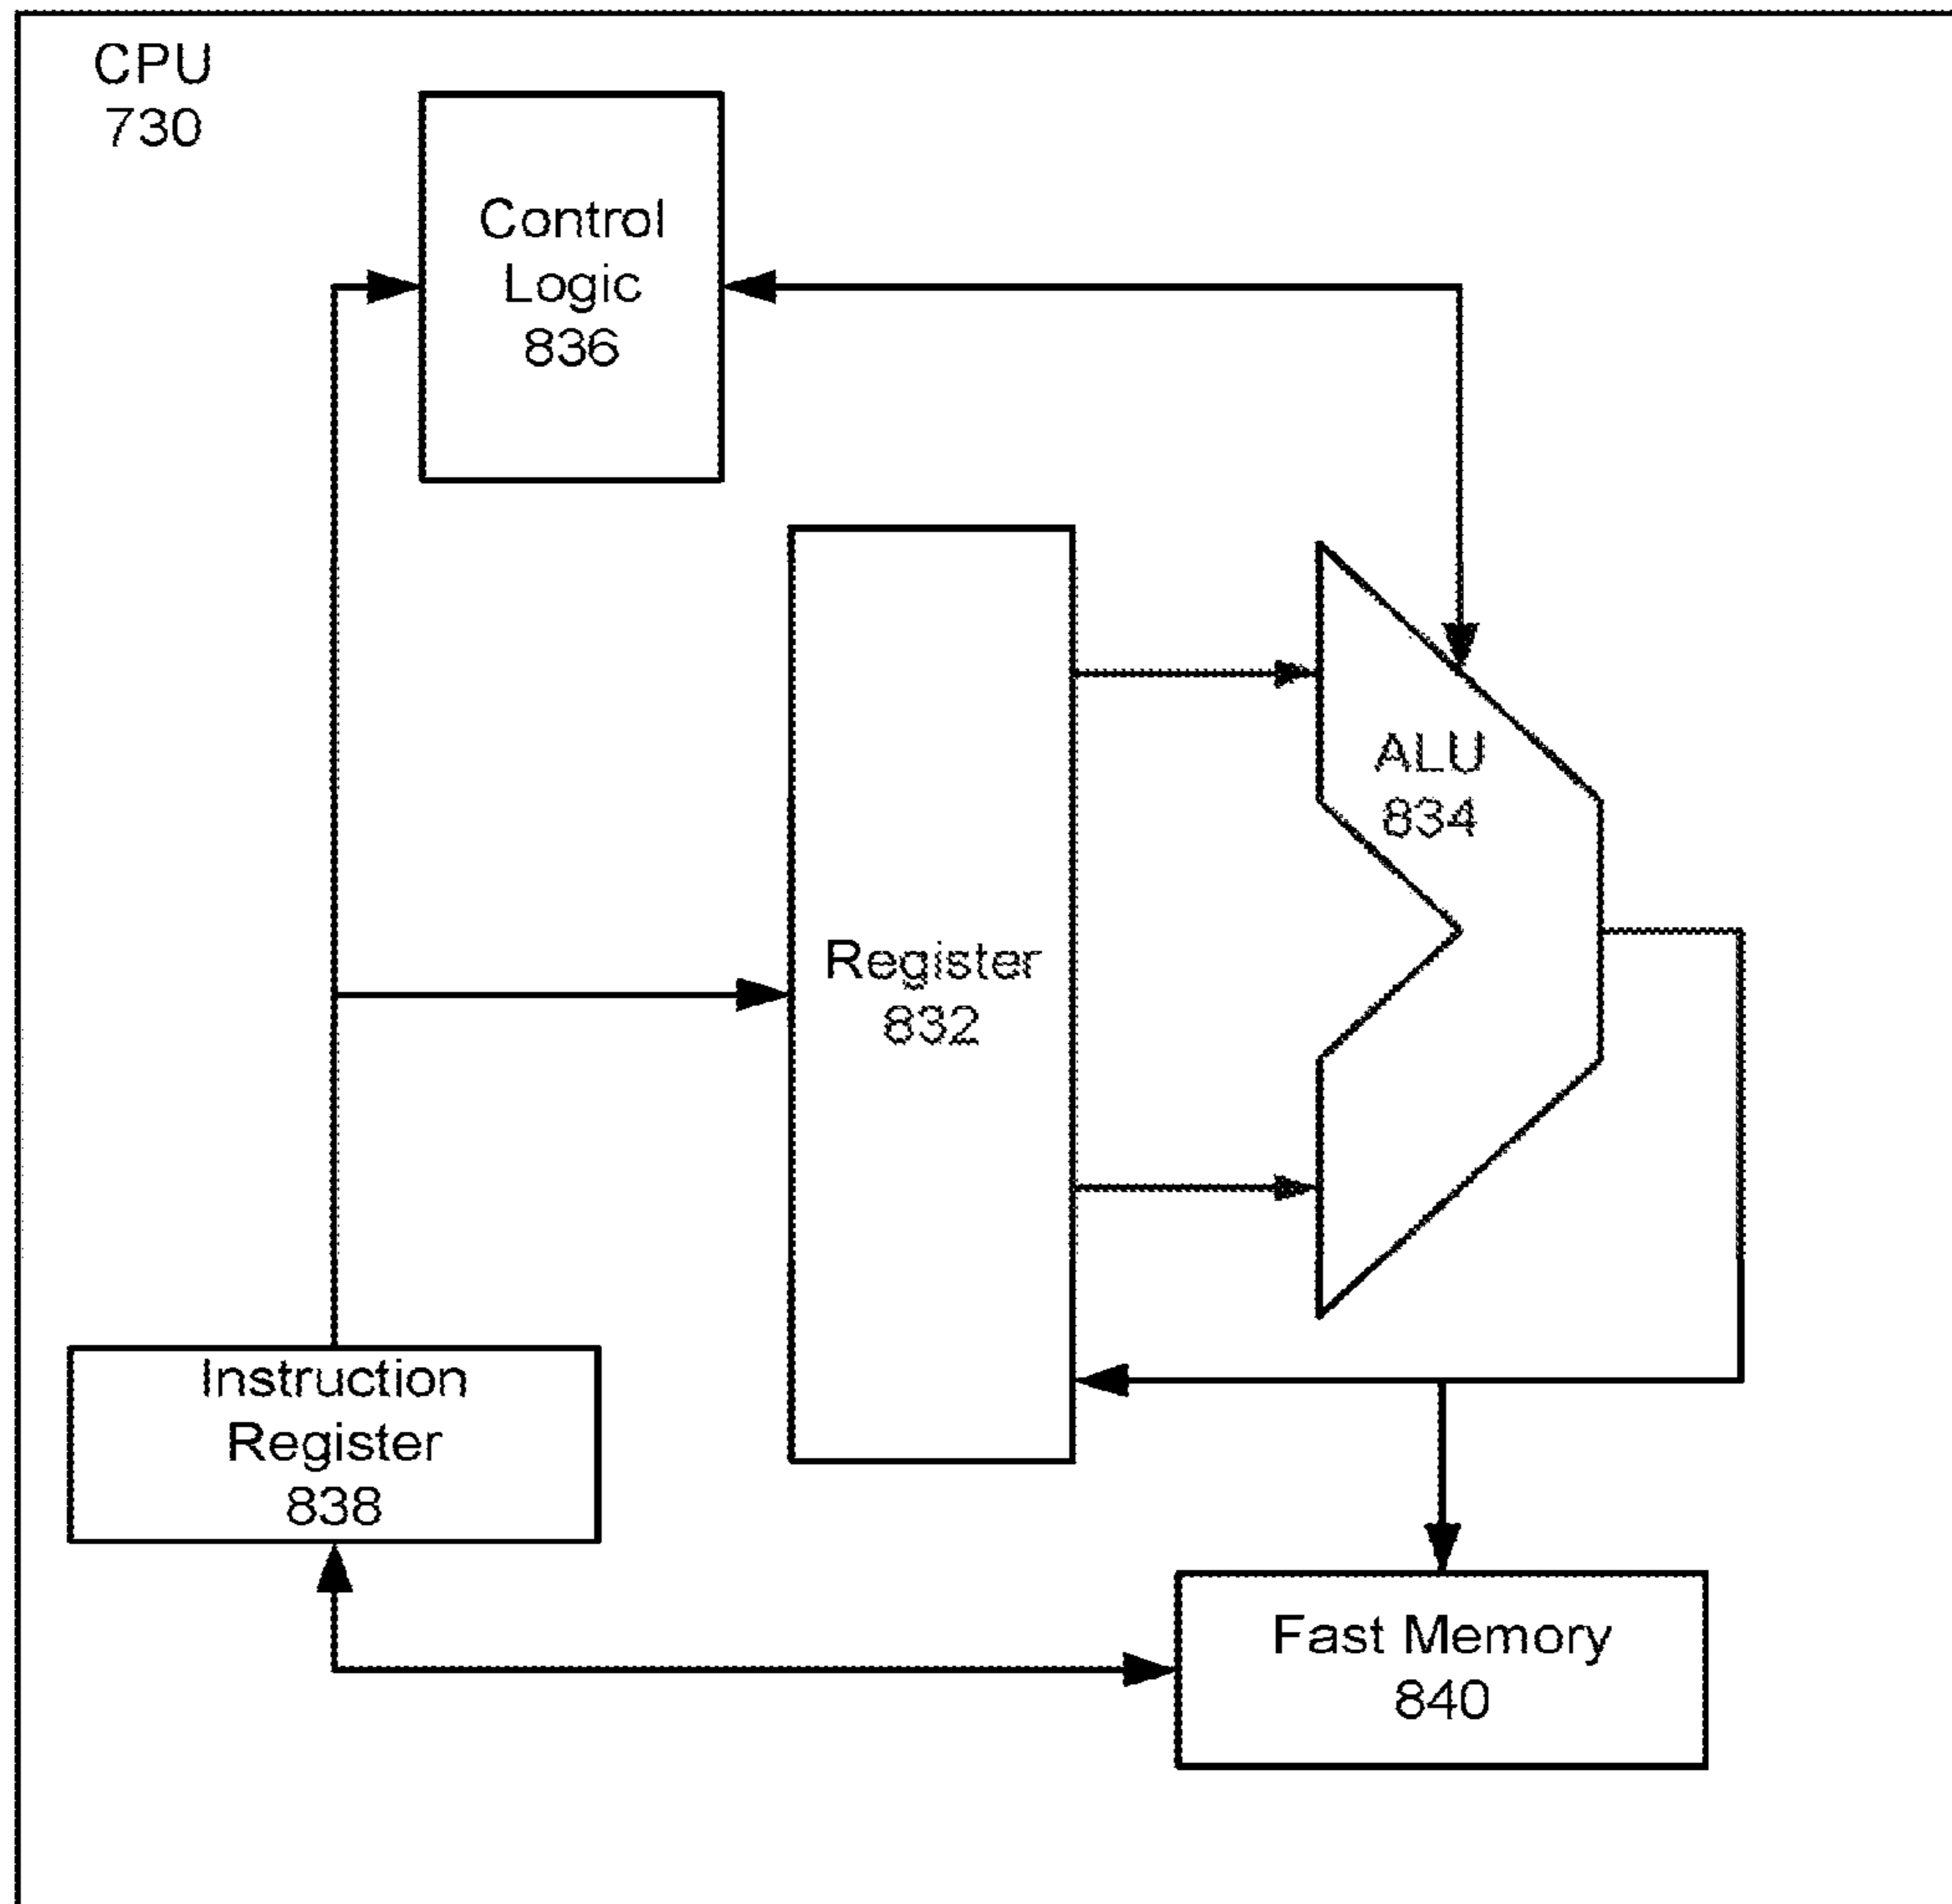 CPU
730
Control
Logic
836
ALU
834
Register
832
Instruction
Register
838
Fast Memory
840